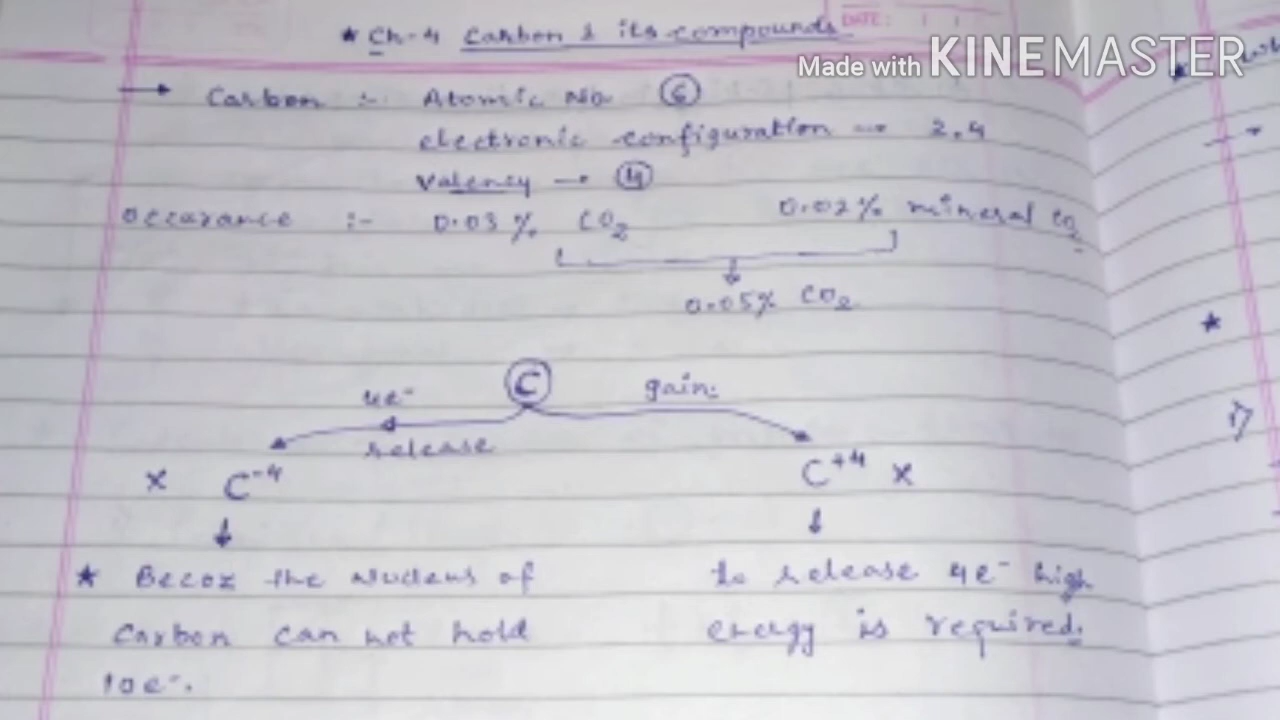 * Ch-4 Carbon & its compounds
DATE:
Made with KINEMASTER
→ Carbon :- Atomic No. 6
electronic configuration → 2,4
Valency → 4
Occurance :- 0.03% CO2 0.02% mineral CO2
0.05% CO2
C
4e- gain:
release
x C-4 C+4 x
* Becoz the nucleus of to release 4e- high
Carbon can not hold energy is required.
10e-.
*